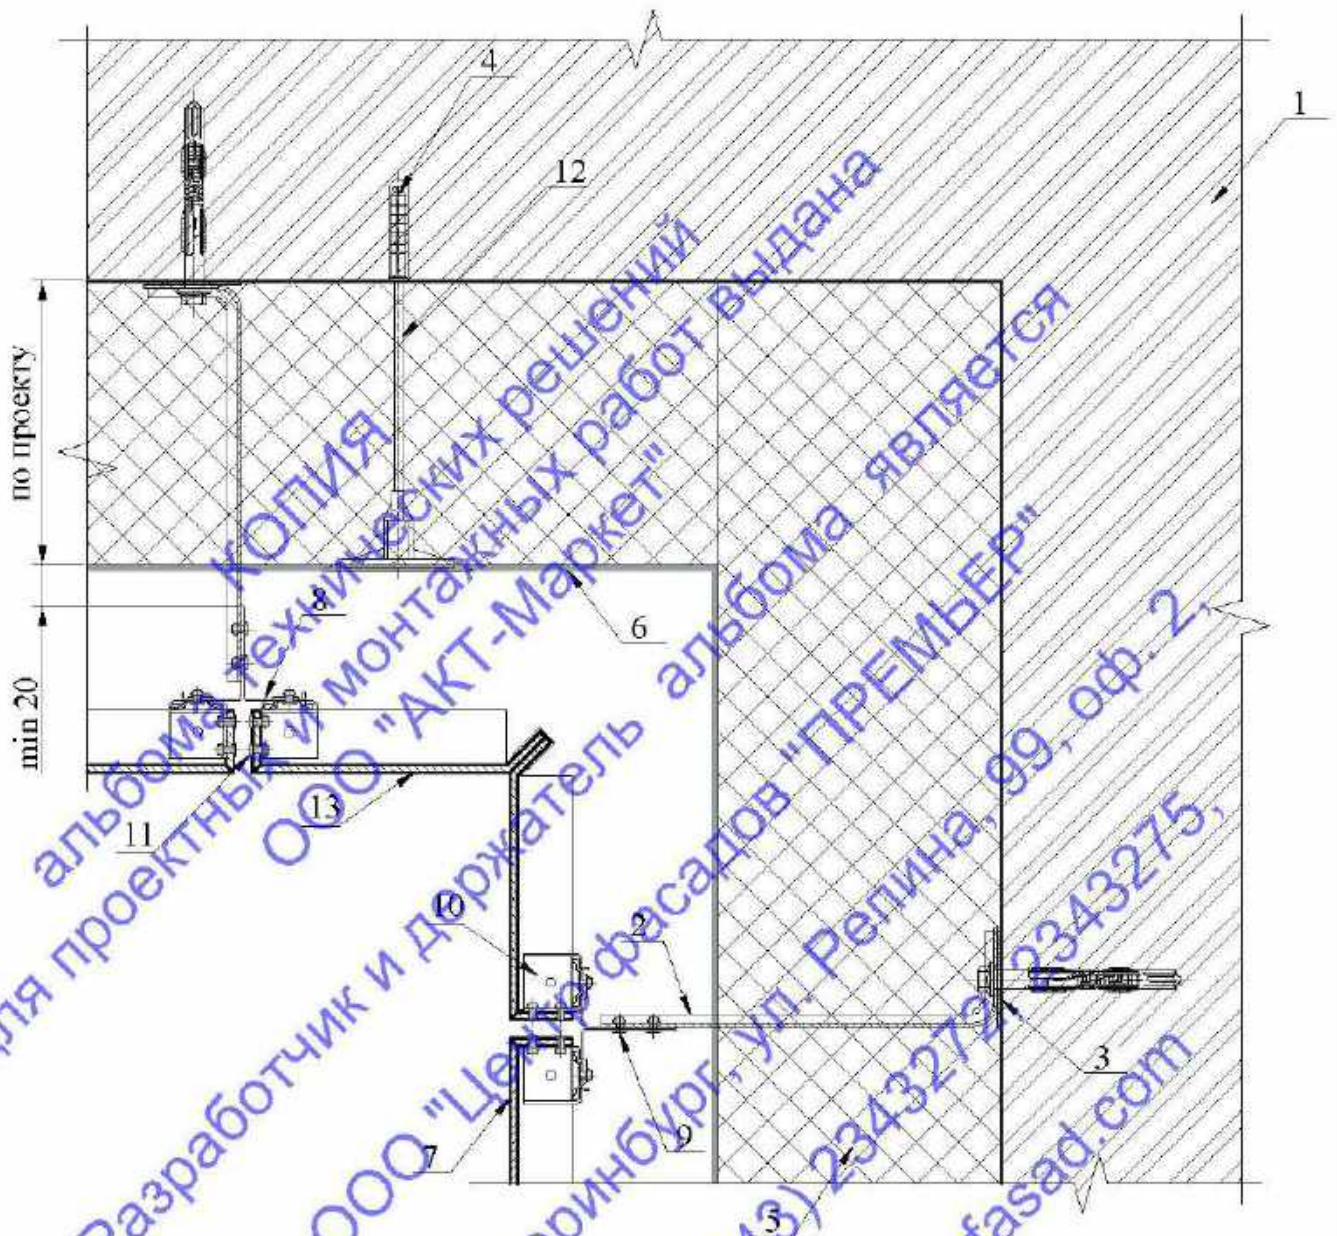 4
1
12
по проекту
8
6
min 20
11
13
10
2
3
7
9
5
КОПИЯ
альбома технических решений
для проектных и монтажных работ выдана
ООО "АКТ-Маркет"
Разработчик и держатель альбома является
ООО "Центр фасадов "ПРЕМЬЕР"
ул. Репина, 99, оф. 2,
2343272, 2343275,
fasad.com